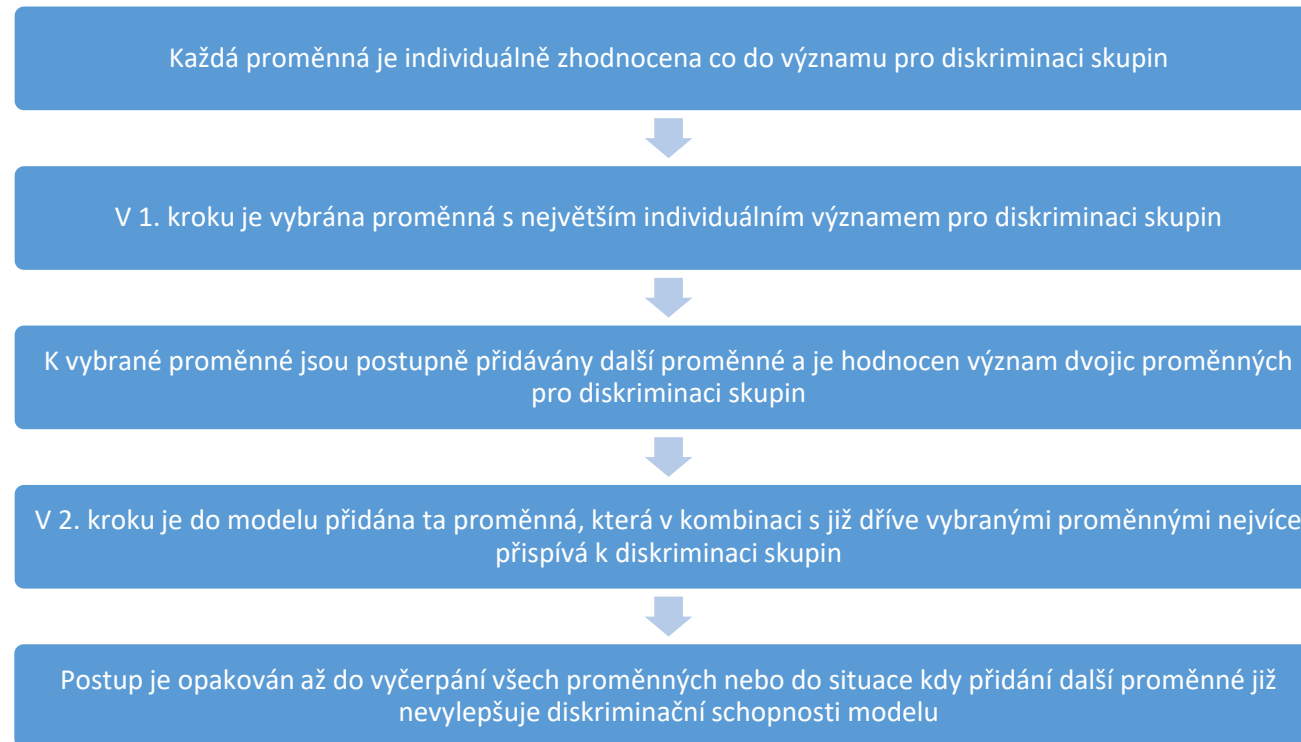 Každá proměnná je individuálně zhodnocena co do významu pro diskriminaci skupin
V 1. kroku je vybrána proměnná s největším individuálním významem pro diskriminaci skupin
K vybrané proměnné jsou postupně přidávány další proměnné a je hodnocen význam dvojic proměnných
pro diskriminaci skupin
V 2. kroku je do modelu přidána ta proměnná, která v kombinaci s již dříve vybranými proměnnými nejvíce
přispívá k diskriminaci skupin
Postup je opakován až do vyčerpání všech proměnných nebo do situace kdy přidání další proměnné již
nevylepšuje diskriminační schopnosti modelu